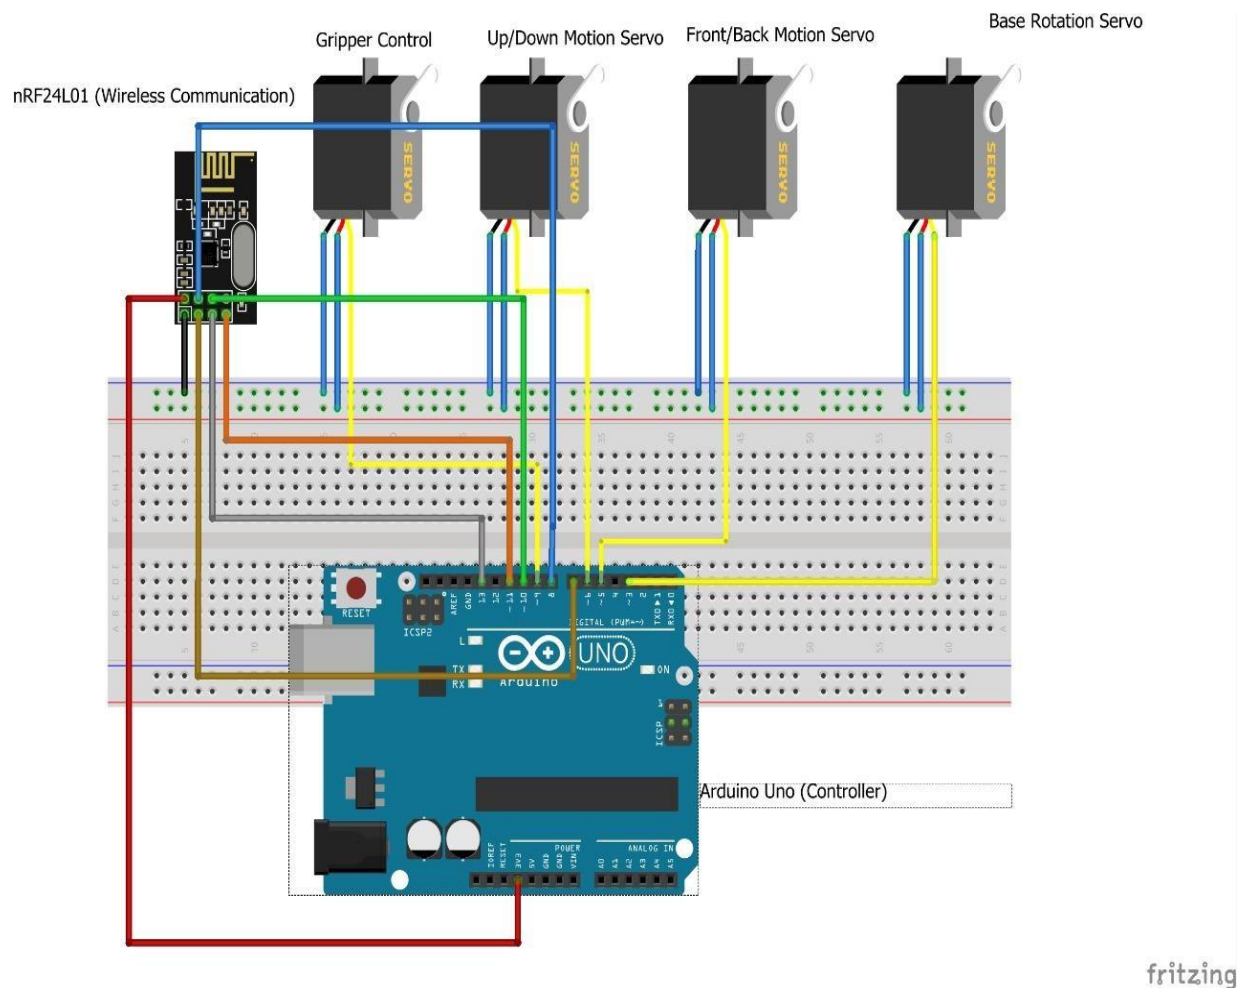 Base Rotation Servo
Gripper Control
Up/Down Motion Servo
Front/Back Motion Servo
nRF24L01 (Wireless Communication)
SERVO
SERVO
SERVO
SERVO
RESET
ICSP2
AREF
GND
13
12
~11
~10
~9
8
~6
~5
4
~3
2
TX0▶1
RX0◀0
DIGITAL (PWM=~)
L
TX
RX
UNO
Arduino
ON
ICSP
Arduino Uno (Controller)
IOREF
RESET
3V3
5V
GND
GND
VIN
POWER
ANALOG IN
A0
A1
A2
A3
A4
A5
fritzing